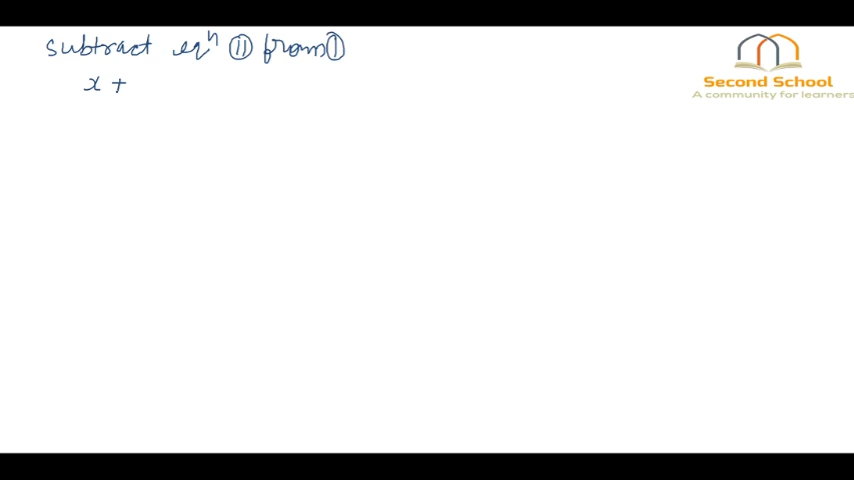 subtract eqⁿ (II) from (I)
x +
Second School
A community for learners